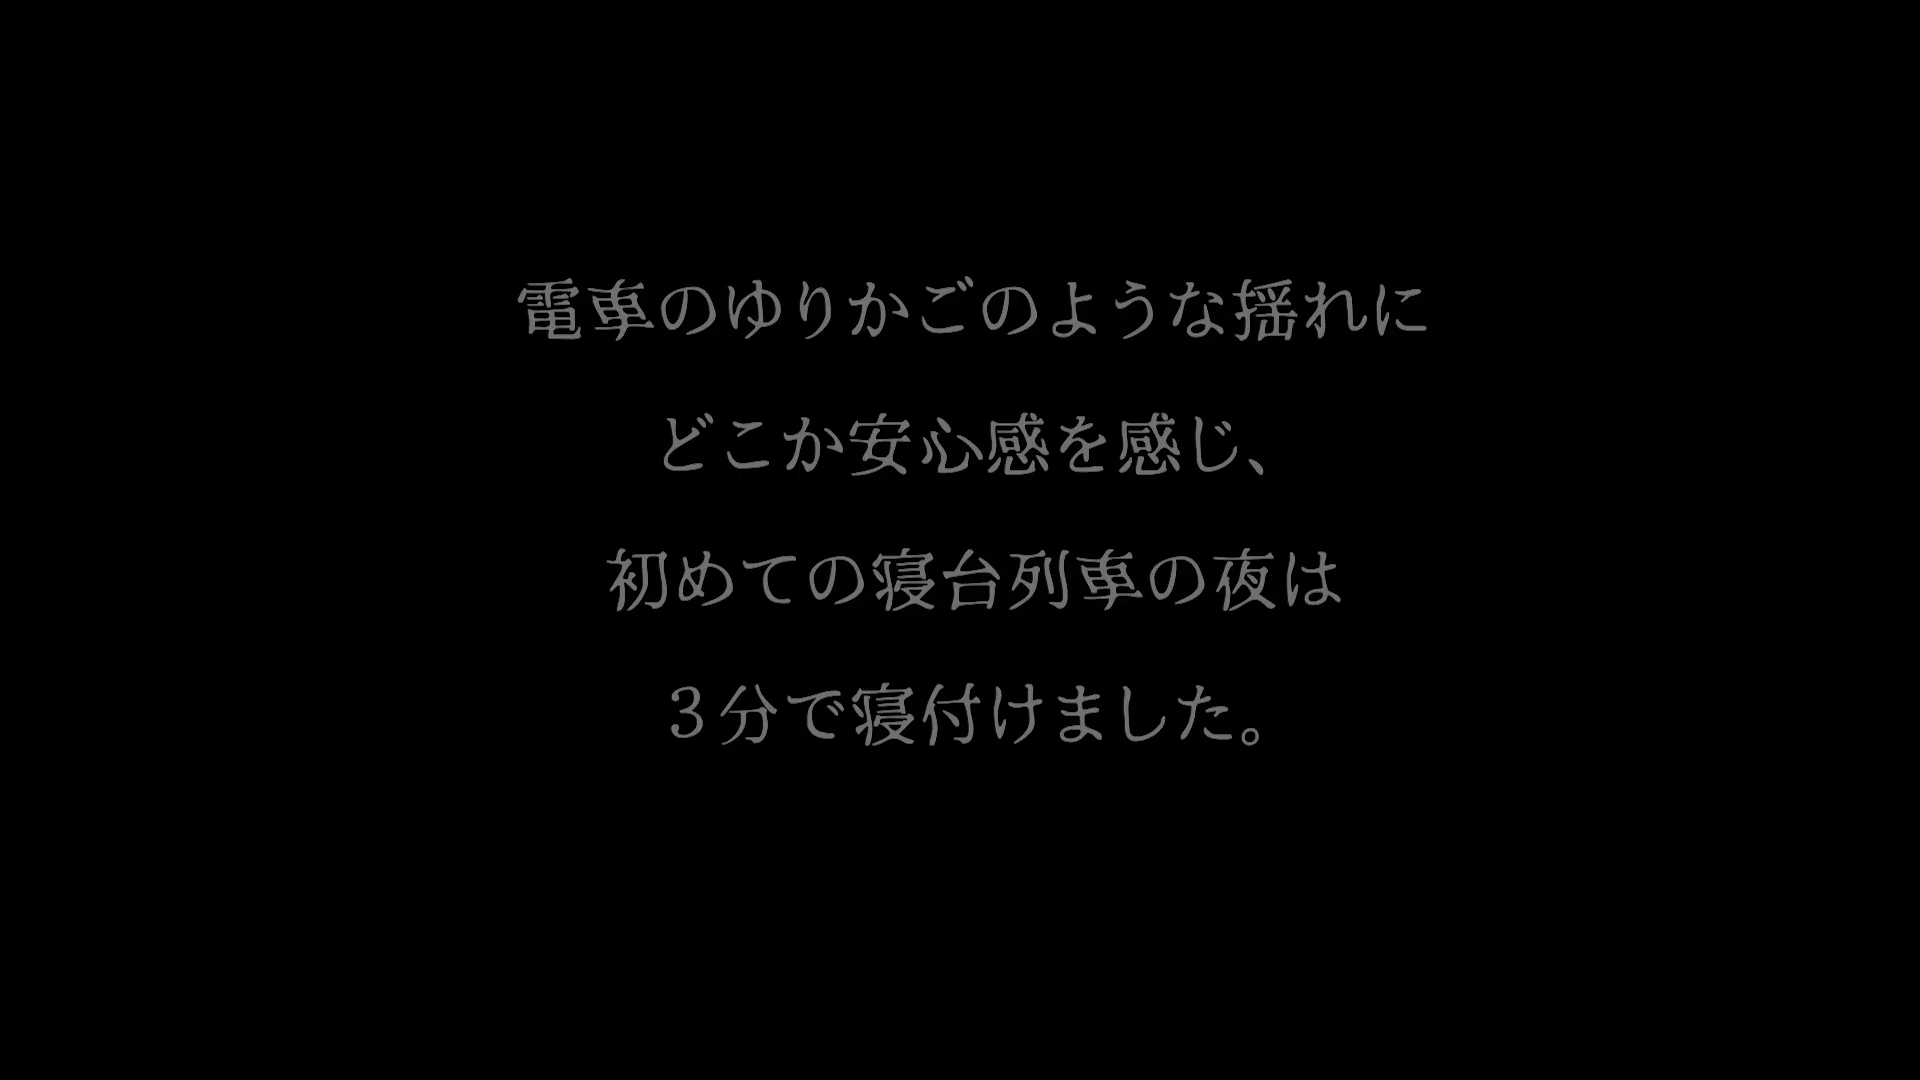 電車のゆりかごのような揺れに
どこか安心感を感じ、
初めての寝台列車の夜は
３分で寝付けました。